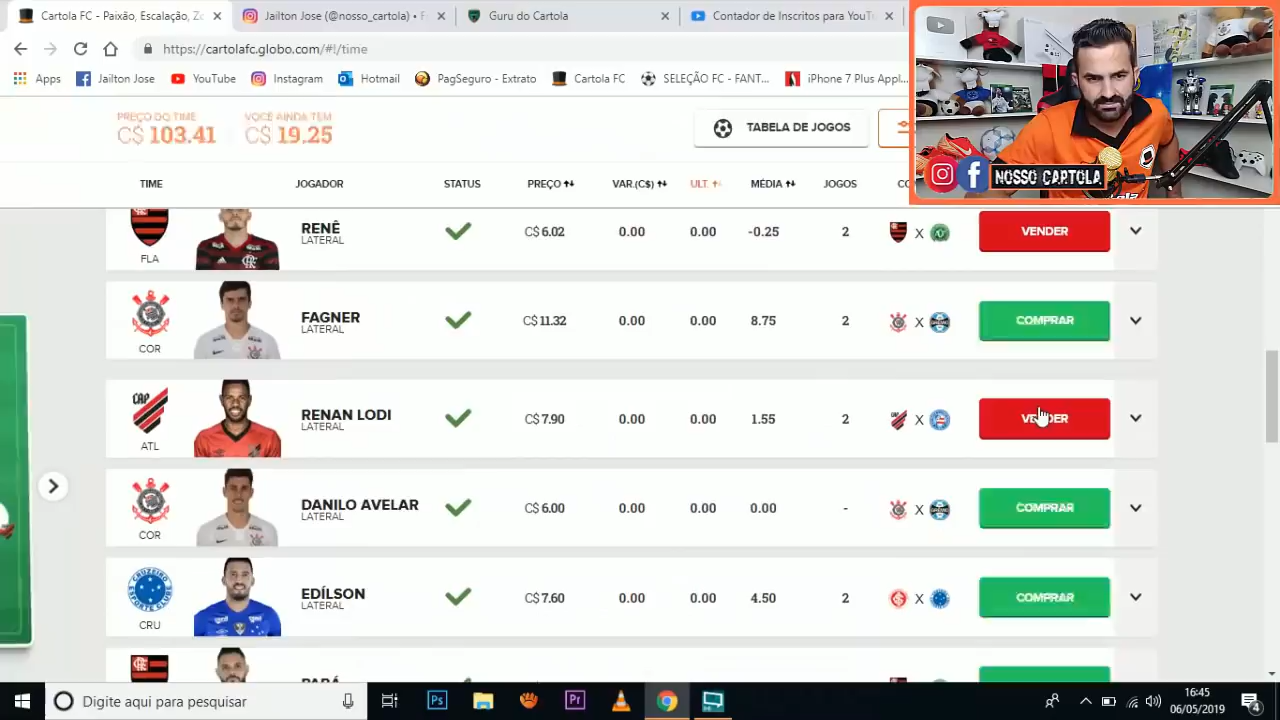 Cartola FC - Paixão, Escalação, Ze
Jailton Jose (@nosso_cartola) • F
Guru do Cartola
Contador de Inscritos para YouT
https://cartolafc.globo.com/#!/time
Apps
Jailton Jose
YouTube
Instagram
Hotmail
PagSeguro - Extrato
Cartola FC
SELEÇÃO FC - FANT...
iPhone 7 Plus Appl...
PREÇO DO TIME
C$ 103.41
VOCÊ AINDA TEM
C$ 19.25
TABELA DE JOGOS
NOSSO CARTOLA
TIME JOGADOR STATUS PREÇO VAR.(C$) ULT. MÉDIA JOGOS
FLA
RENÊ
LATERAL
C$ 6.02 0.00 0.00 -0.25 X VENDER
COR
FAGNER
LATERAL
C$ 11.32 0.00 0.00 8.75 2 X COMPRAR
CAP
ATL
RENAN LODI
LATERAL
C$ 7.90 0.00 0.00 1.55 2 X VENDER
COR
DANILO AVELAR
LATERAL
C$ 6.00 0.00 0.00 0.00 - X COMPRAR
CRU
EDÍLSON
LATERAL
C$ 7.60 0.00 0.00 4.50 2 X COMPRAR
Digite aqui para pesquisar
Ps
Pr
16:45
06/05/2019
4